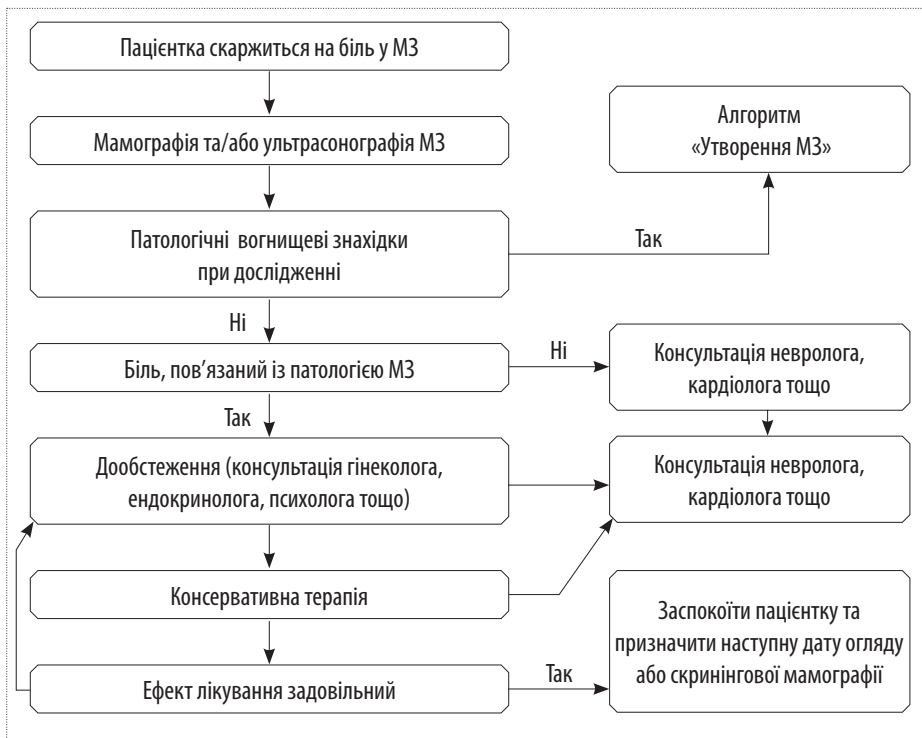 Пацієнтка скаржиться на біль у МЗ
Мамографія та/або ультрасонографія МЗ
Алгоритм
«Утворення МЗ»
Патологічні вогнищеві знахідки
при дослідженні
Так
Ні
Біль, пов’язаний із патологією МЗ
Ні
Консультація невролога,
кардіолога тощо
Так
Дообстеження (консультація гінеколога,
ендокринолога, психолога тощо)
Консультація невролога,
кардіолога тощо
Консервативна терапія
Заспокоїти пацієнтку та
призначити наступну дату огляду
або скринінгової мамографії
Ефект лікування задовільний
Так